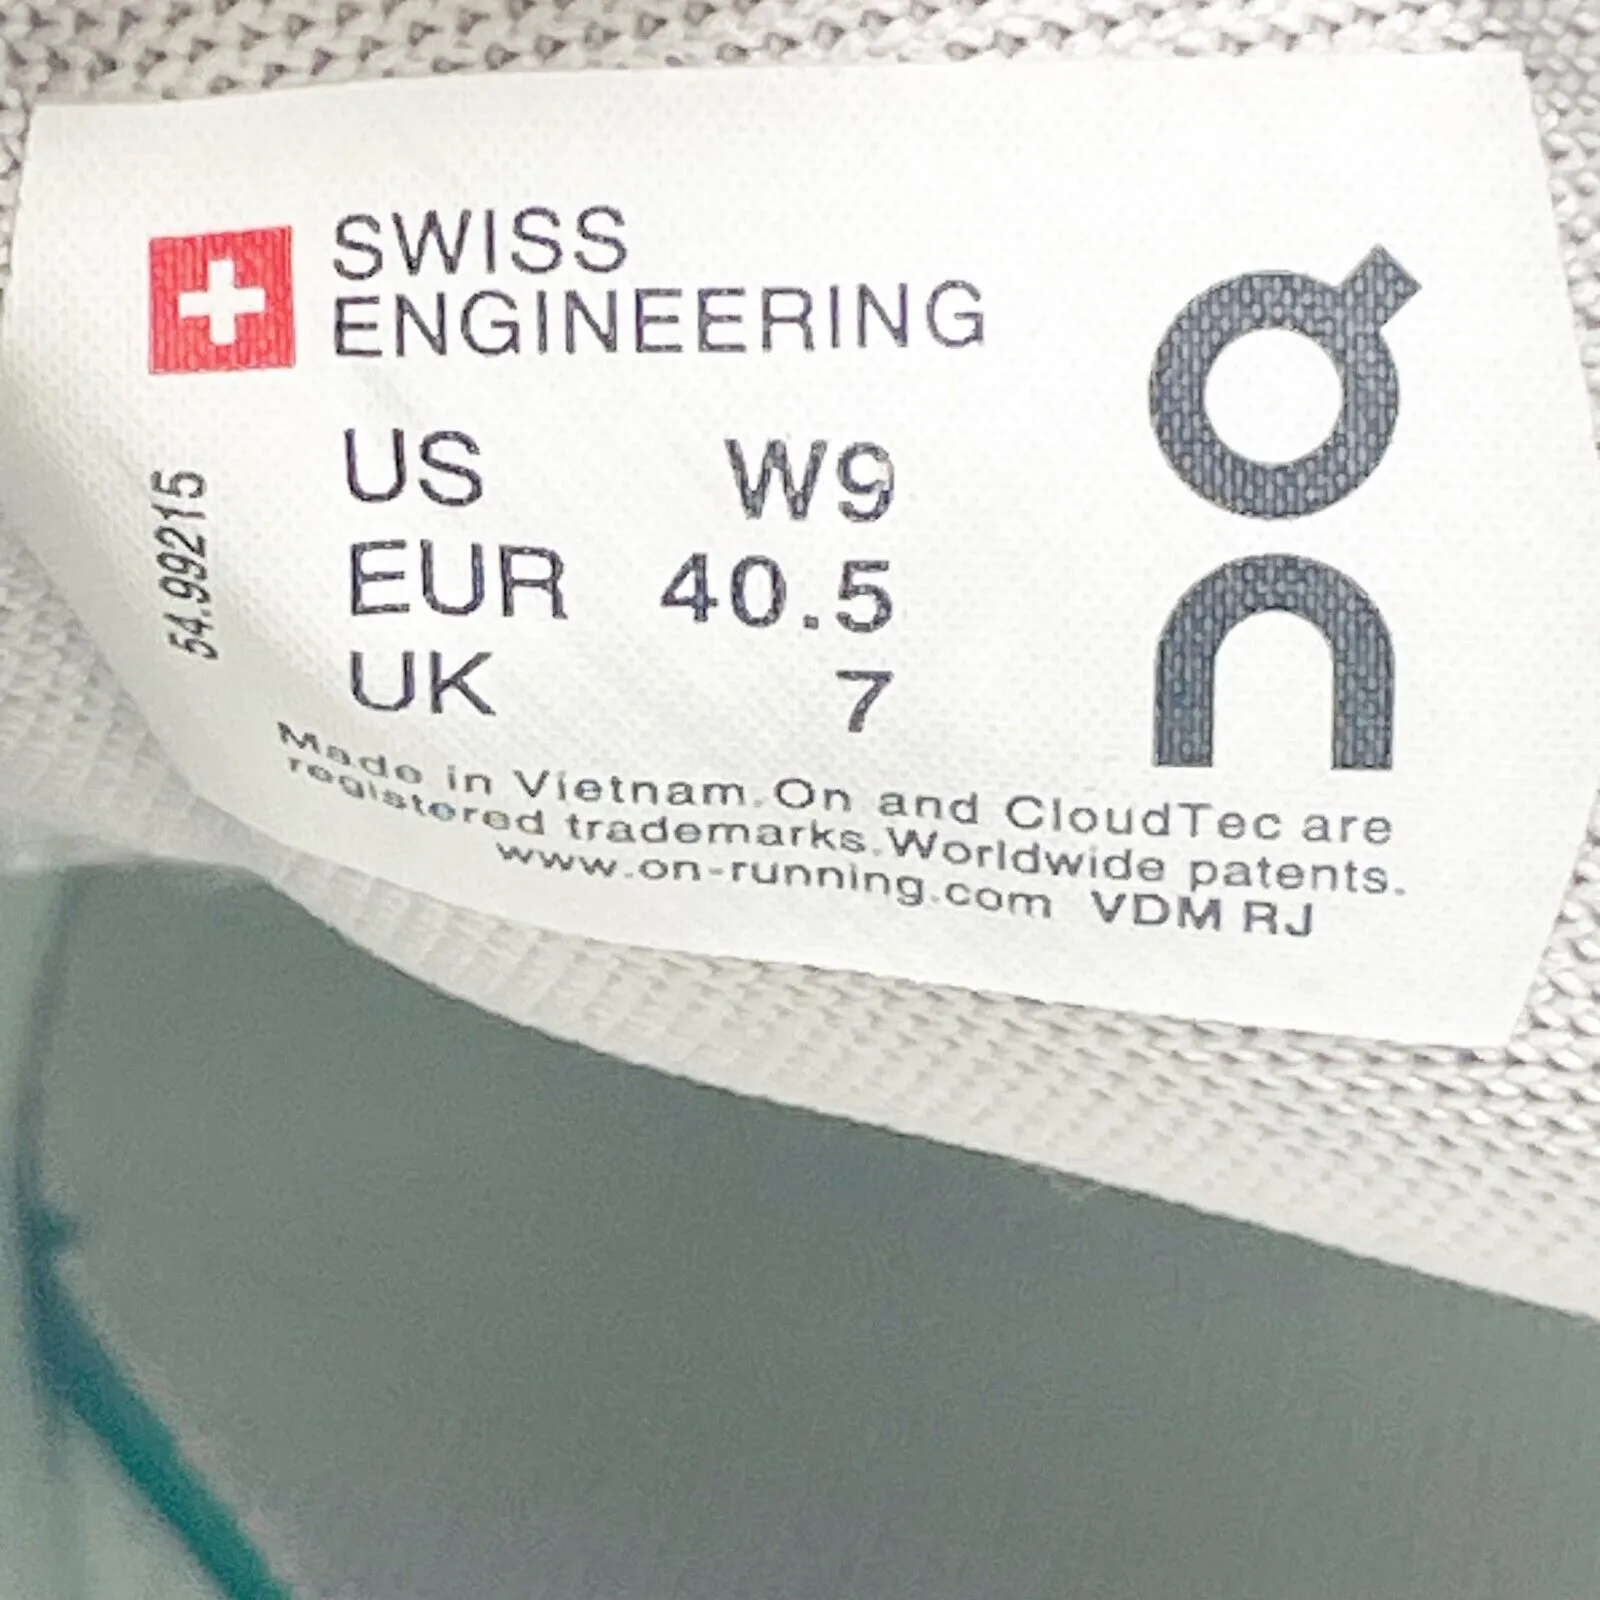 SWISS
ENGINEERING
US W9
EUR 40.5
UK 7
54.99215
Made in Vietnam. On and CloudTec are
registered trademarks. Worldwide patents.
www.on-running.com VDM RJ
On